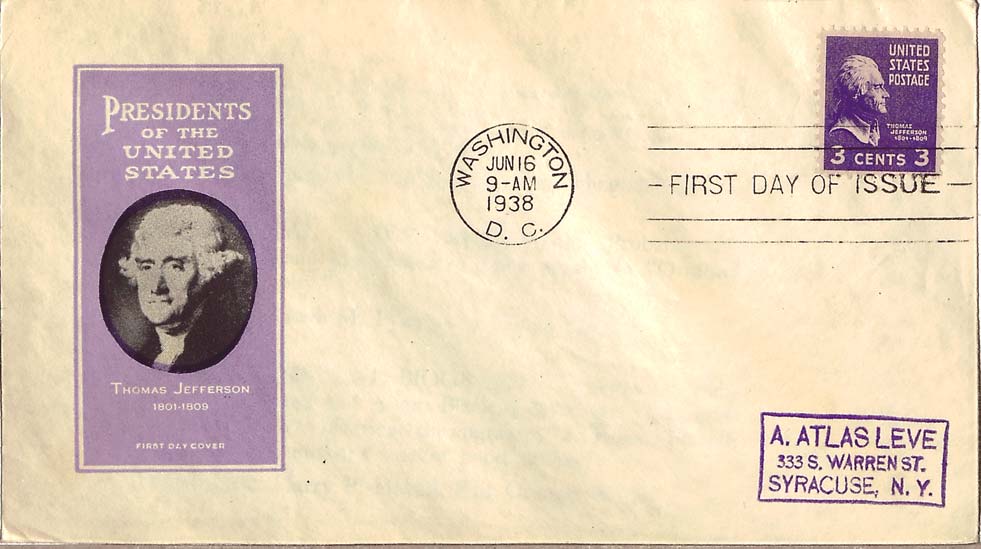 PRESIDENTS
OF THE
UNITED
STATES
THOMAS JEFFERSON
1801-1809
FIRST DAY COVER
WASHINGTON
JUN 16
9-AM
1938
D. C.
UNITED
STATES
POSTAGE
THOMAS
JEFFERSON
1801-1809
3 CENTS 3
FIRST DAY OF ISSUE
A. ATLAS LEVE
333 S. WARREN ST.
SYRACUSE, N. Y.